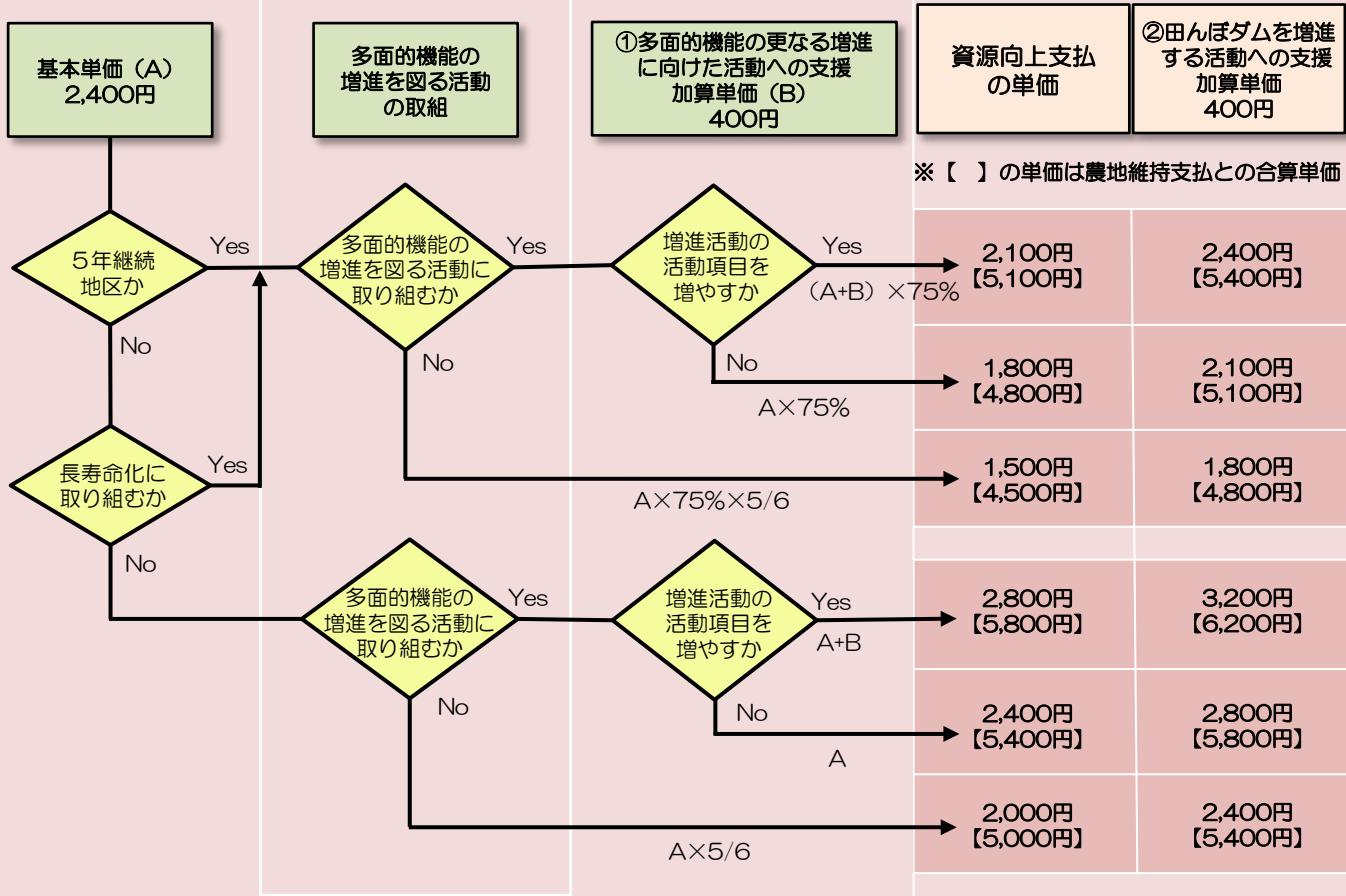 基本単価（A）
2,400円
多面的機能の
増進を図る活動
の取組
①多面的機能の更なる増進
に向けた活動への支援
加算単価（B）
400円
資源向上支払
の単価
②田んぼダムを増進
する活動への支援
加算単価
400円
※【　】の単価は農地維持支払との合算単価
５年継続
地区か
Yes
No
多面的機能の
増進を図る活動に
取り組むか
Yes
No
増進活動の
活動項目を
増やすか
Yes
（A+B）×75%
No
A×75%
A×75%×5/6
2,100円
【5,100円】
2,400円
【5,400円】
1,800円
【4,800円】
2,100円
【5,100円】
1,500円
【4,500円】
1,800円
【4,800円】
長寿命化に
取り組むか
Yes
No
多面的機能の
増進を図る活動に
取り組むか
Yes
No
増進活動の
活動項目を
増やすか
Yes
A+B
No
A
A×5/6
2,800円
【5,800円】
3,200円
【6,200円】
2,400円
【5,400円】
2,800円
【5,800円】
2,000円
【5,000円】
2,400円
【5,400円】